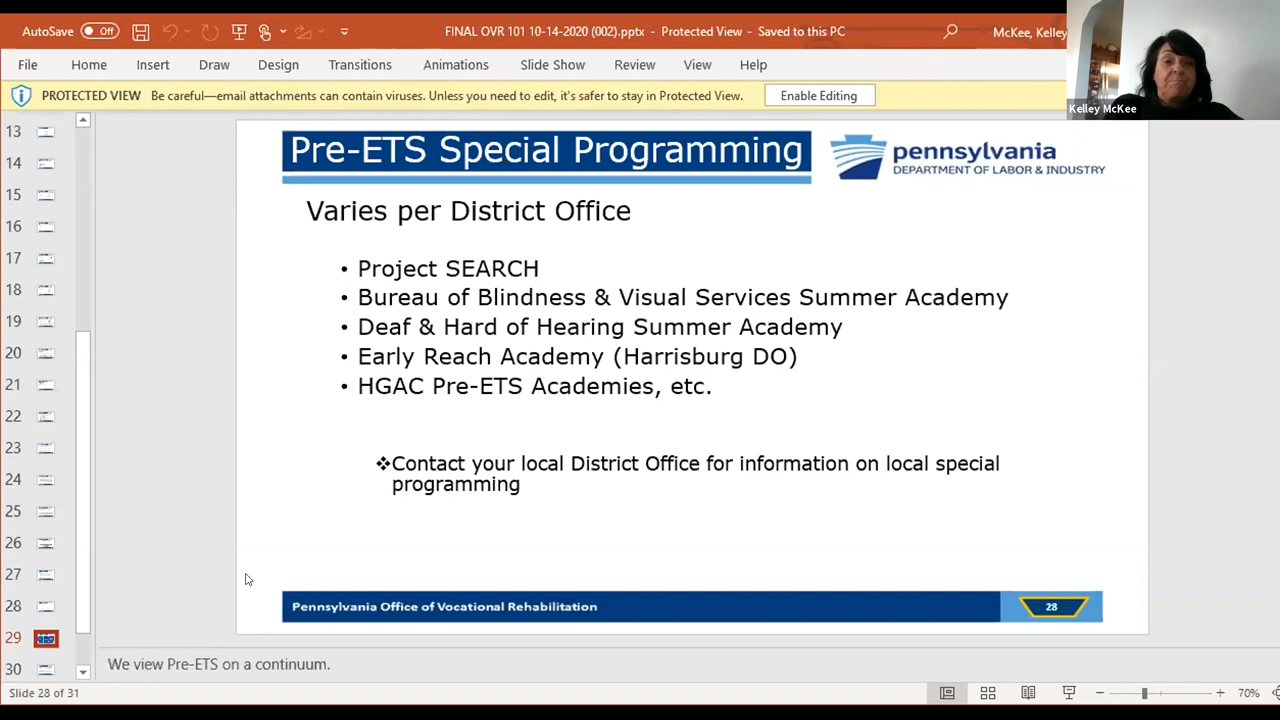 AutoSave Off FINAL OVR 101 10-14-2020 (002).pptx - Protected View - Saved to this PC McKee, Kelley
File Home Insert Draw Design Transitions Animations Slide Show Review View Help
PROTECTED VIEW Be careful—email attachments can contain viruses. Unless you need to edit, it's safer to stay in Protected View. Enable Editing
Kelley McKee
13
14
15
16
17
18
19
20
21
22
23
24
25
26
27
28
29
30
Pre-ETS Special Programming
pennsylvania
DEPARTMENT OF LABOR & INDUSTRY
Varies per District Office
• Project SEARCH
• Bureau of Blindness & Visual Services Summer Academy
• Deaf & Hard of Hearing Summer Academy
• Early Reach Academy (Harrisburg DO)
• HGAC Pre-ETS Academies, etc.
❖Contact your local District Office for information on local special
programming
Pennsylvania Office of Vocational Rehabilitation 28
We view Pre-ETS on a continuum.
Slide 28 of 31 70%